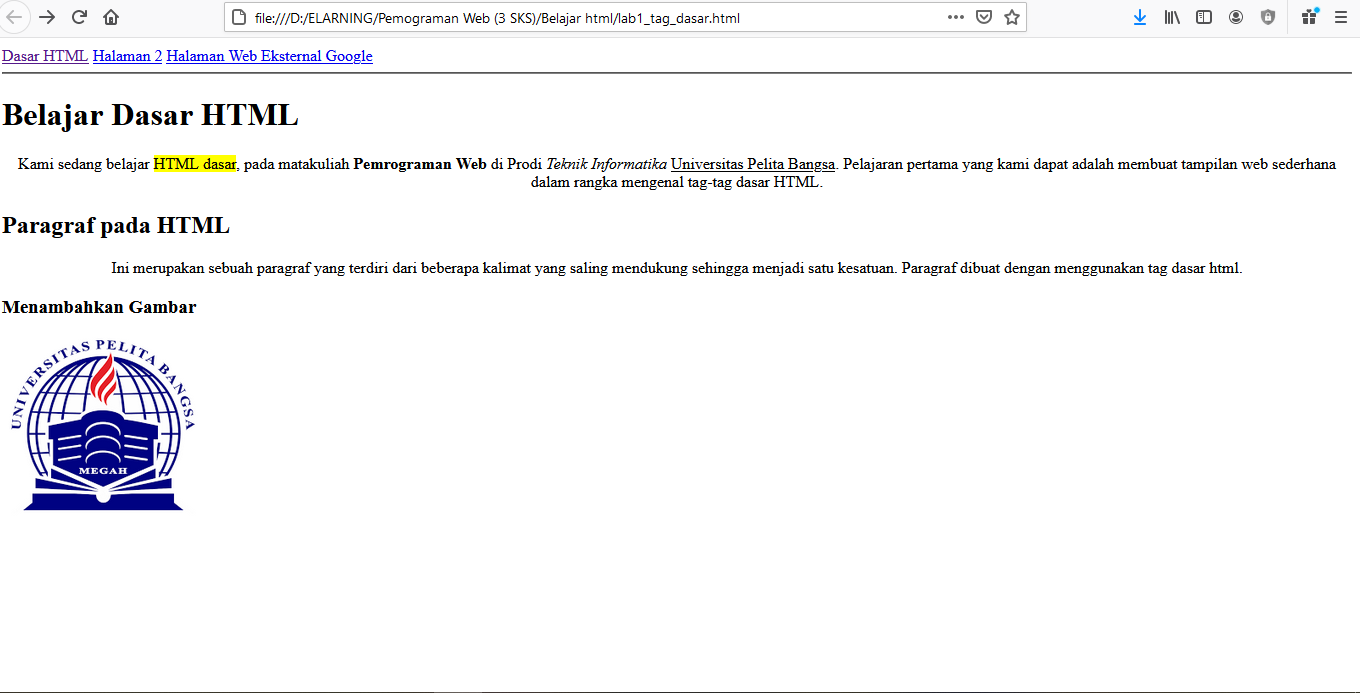 file:///D:/ELARNING/Pemograman Web (3 SKS)/Belajar html/lab1_tag_dasar.html
Dasar HTML Halaman 2 Halaman Web Eksternal Google
Belajar Dasar HTML
Kami sedang belajar HTML dasar, pada matakuliah Pemrograman Web di Prodi Teknik Informatika Universitas Pelita Bangsa. Pelajaran pertama yang kami dapat adalah membuat tampilan web sederhana
dalam rangka mengenal tag-tag dasar HTML.
Paragraf pada HTML
Ini merupakan sebuah paragraf yang terdiri dari beberapa kalimat yang saling mendukung sehingga menjadi satu kesatuan. Paragraf dibuat dengan menggunakan tag dasar html.
Menambahkan Gambar
UNIVERSITAS PELITA BANGSA
MEGAH